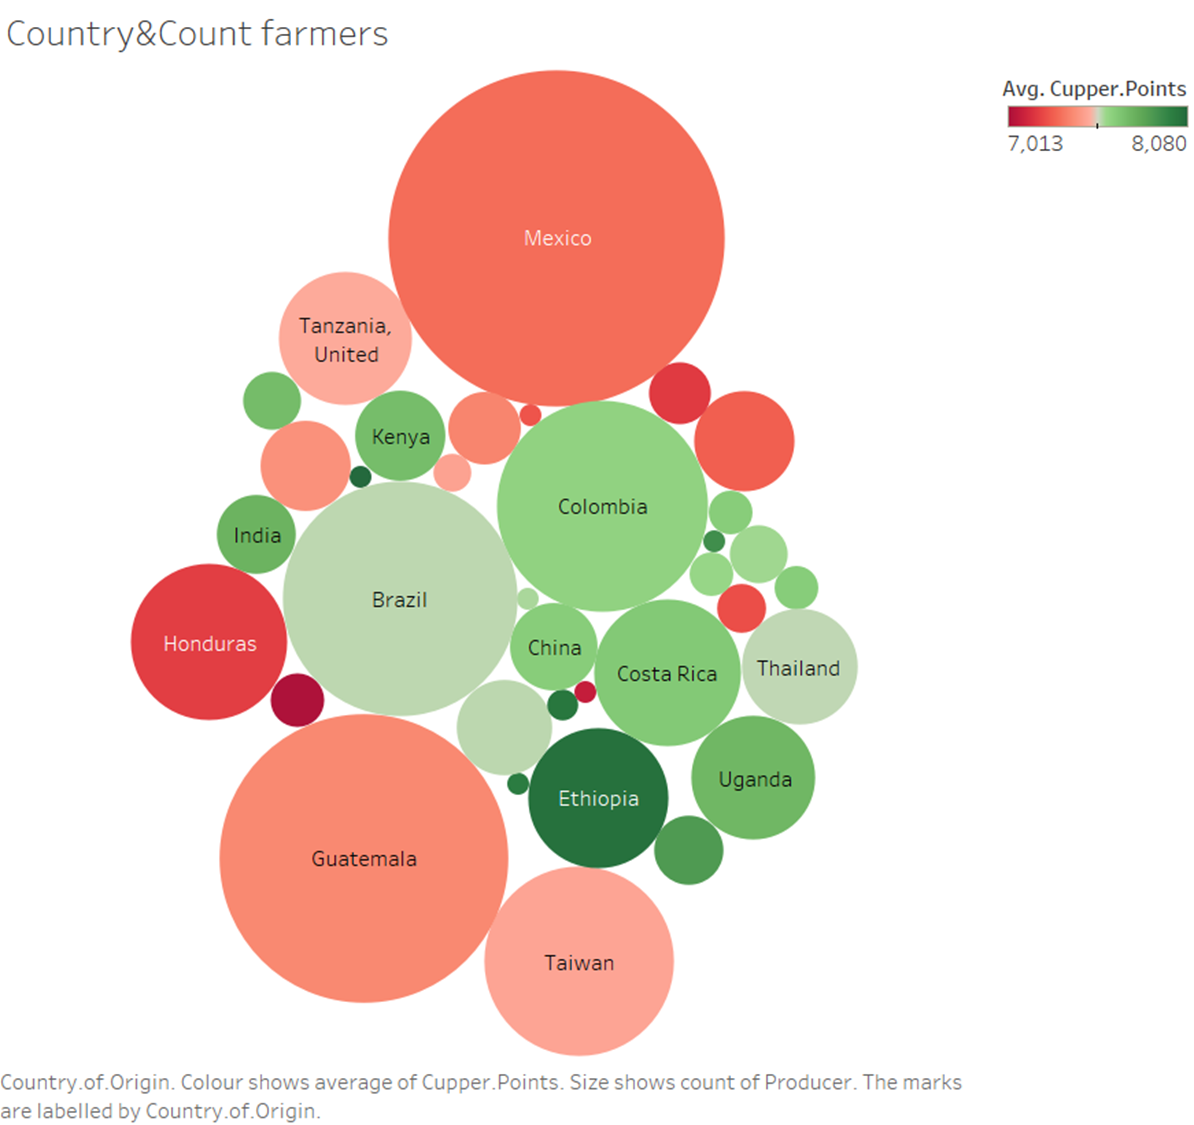 Country&Count farmers
Avg. Cupper.Points
7,013 8,080
Mexico
Tanzania,
United
Kenya
Colombia
India
Brazil
Honduras
China
Costa Rica
Thailand
Uganda
Ethiopia
Guatemala
Taiwan
Country.of.Origin. Colour shows average of Cupper.Points. Size shows count of Producer. The marks
are labelled by Country.of.Origin.